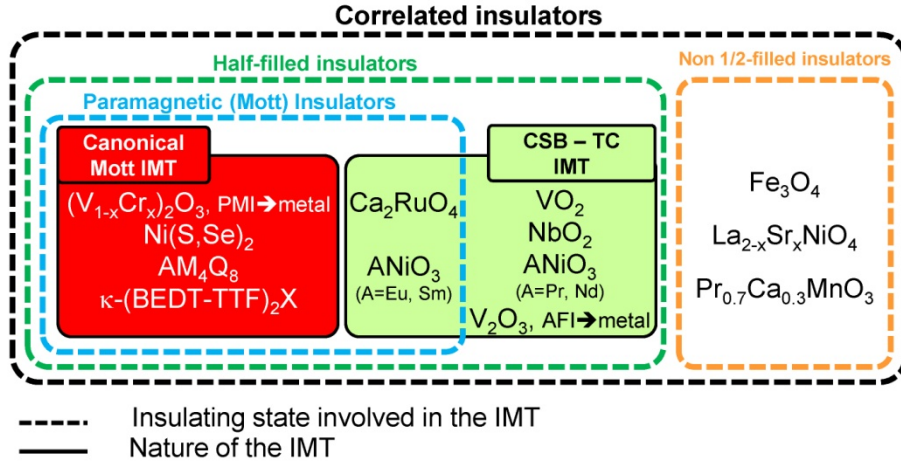 Correlated insulators
Half-filled insulators
Non 1/2-filled insulators
Paramagnetic (Mott) Insulators
Canonical
Mott IMT
(V₁₋ₓCrₓ)₂O₃, PMI➔metal
Ni(S,Se)₂
AM₄Q₈
κ-(BEDT-TTF)₂X
Ca₂RuO₄
ANiO₃
(A=Eu, Sm)
CSB – TC
IMT
VO₂
NbO₂
ANiO₃
(A=Pr, Nd)
V₂O₃, AFI➔metal
Fe₃O₄
La₂₋ₓSrₓNiO₄
Pr₀.₇Ca₀.₃MnO₃
Insulating state involved in the IMT
Nature of the IMT